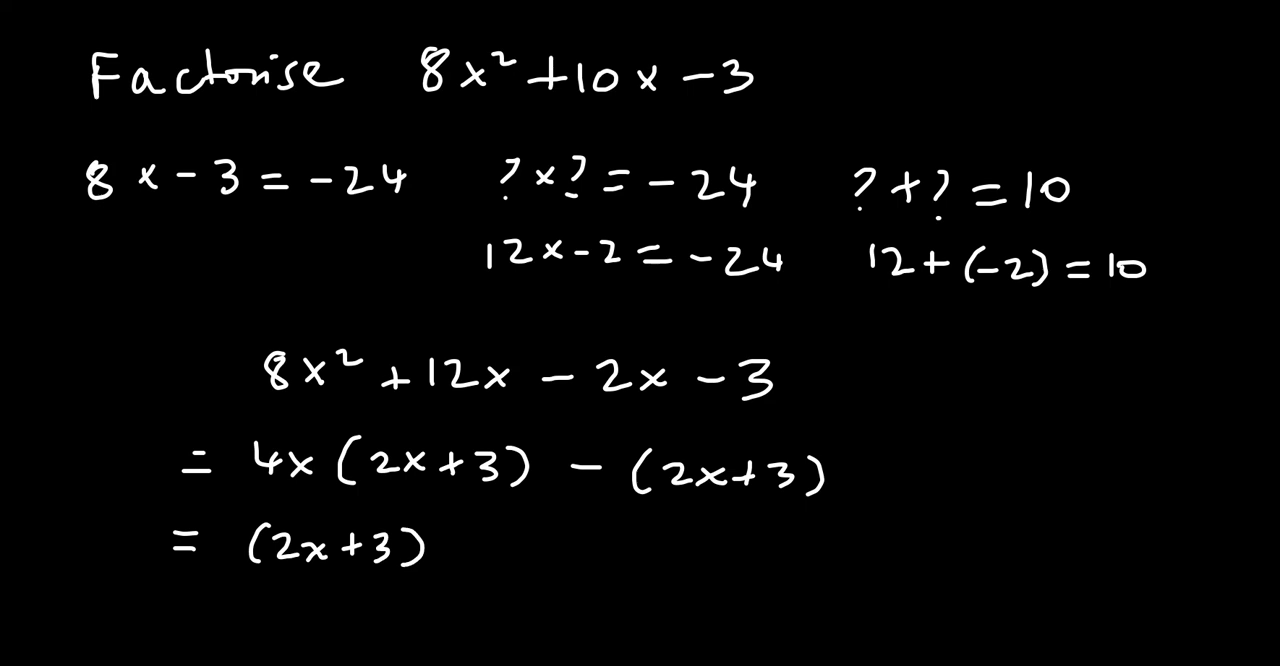 Factorise 8x² + 10x - 3
8 x - 3 = - 24 ? x ? = - 24 ? + ? = 10
12 x - 2 = - 24 12 + (-2) = 10
8x² + 12x - 2x - 3
= 4x (2x + 3) - (2x + 3)
= (2x + 3)